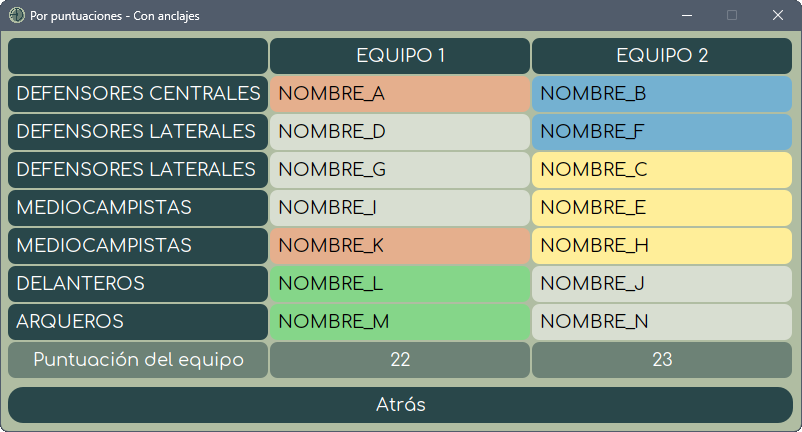 Por puntuaciones - Con anclajes
EQUIPO 1 EQUIPO 2
DEFENSORES CENTRALES NOMBRE_A NOMBRE_B
DEFENSORES LATERALES NOMBRE_D NOMBRE_F
DEFENSORES LATERALES NOMBRE_G NOMBRE_C
MEDIOCAMPISTAS NOMBRE_I NOMBRE_E
MEDIOCAMPISTAS NOMBRE_K NOMBRE_H
DELANTEROS NOMBRE_L NOMBRE_J
ARQUEROS NOMBRE_M NOMBRE_N
Puntuación del equipo 22 23
Atrás